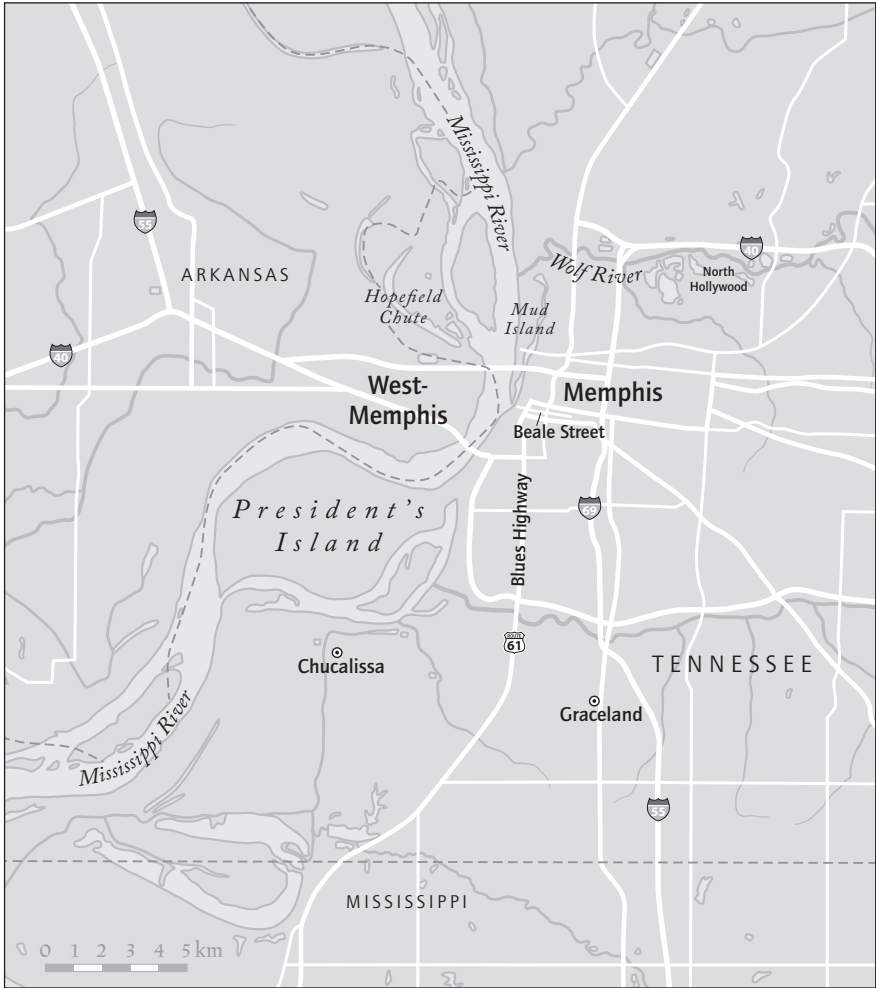 Mississippi River
55
ARKANSAS
40
Wolf River
North
Hollywood
Hopefield
Chute
Mud
Island
40
West-
Memphis
Memphis
Beale Street
President's
Island
Blues Highway
69
ROUTE
61
Chucalissa
TENNESSEE
Graceland
Mississippi River
55
MISSISSIPPI
0 1 2 3 4 5 km